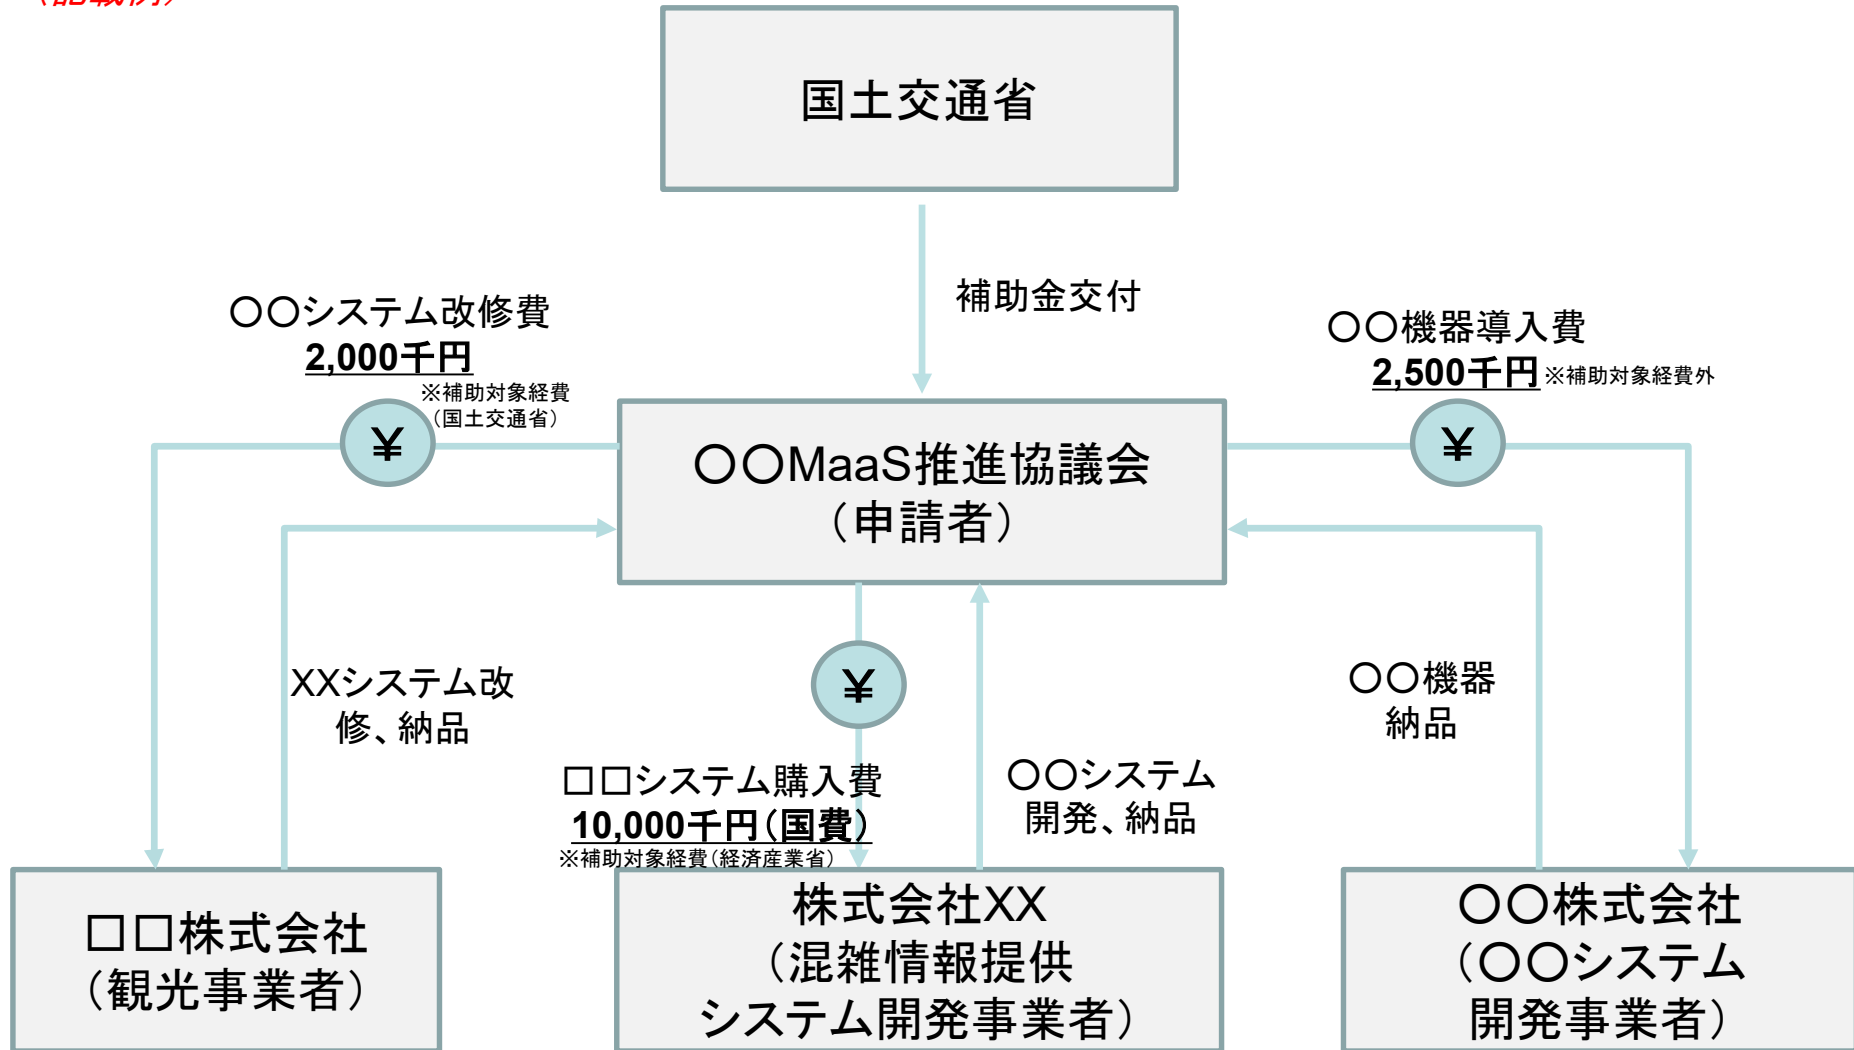 (記載例)
国土交通省
補助金交付
〇〇システム改修費
2,000千円
※補助対象経費
(国土交通省)
〇〇機器導入費
2,500千円 ※補助対象経費外
¥
¥
〇〇MaaS推進協議会
(申請者)
XXシステム改
修、納品
¥
〇〇機器
納品
□□システム購入費
10,000千円(国費)
※補助対象経費(経済産業省)
〇〇システム
開発、納品
□□株式会社
(観光事業者)
株式会社XX
(混雑情報提供
システム開発事業者)
〇〇株式会社
(〇〇システム
開発事業者)